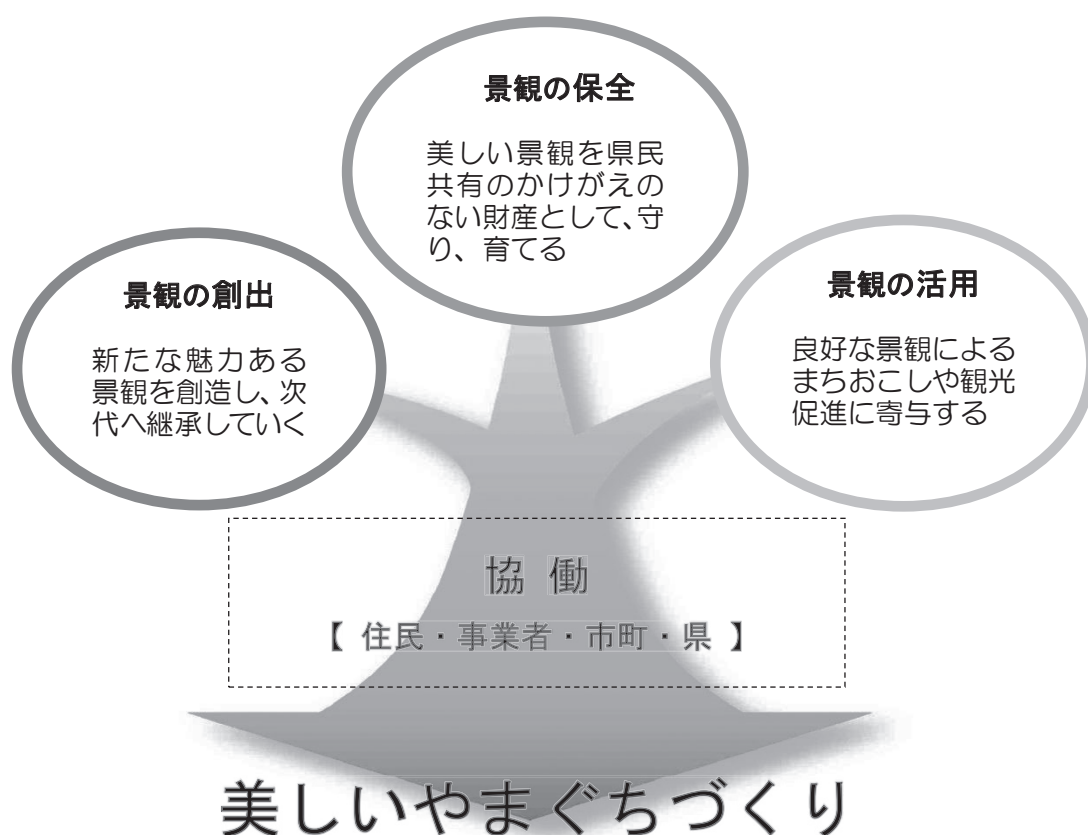 景観の保全
美しい景観を県民
共有のかけがえの
ない財産として、守
り、育てる
景観の創出
新たな魅力ある
景観を創造し、次
代へ継承していく
景観の活用
良好な景観による
まちおこしや観光
促進に寄与する
協 働
【 住民・事業者・市町・県 】
美しいやまぐちづくり